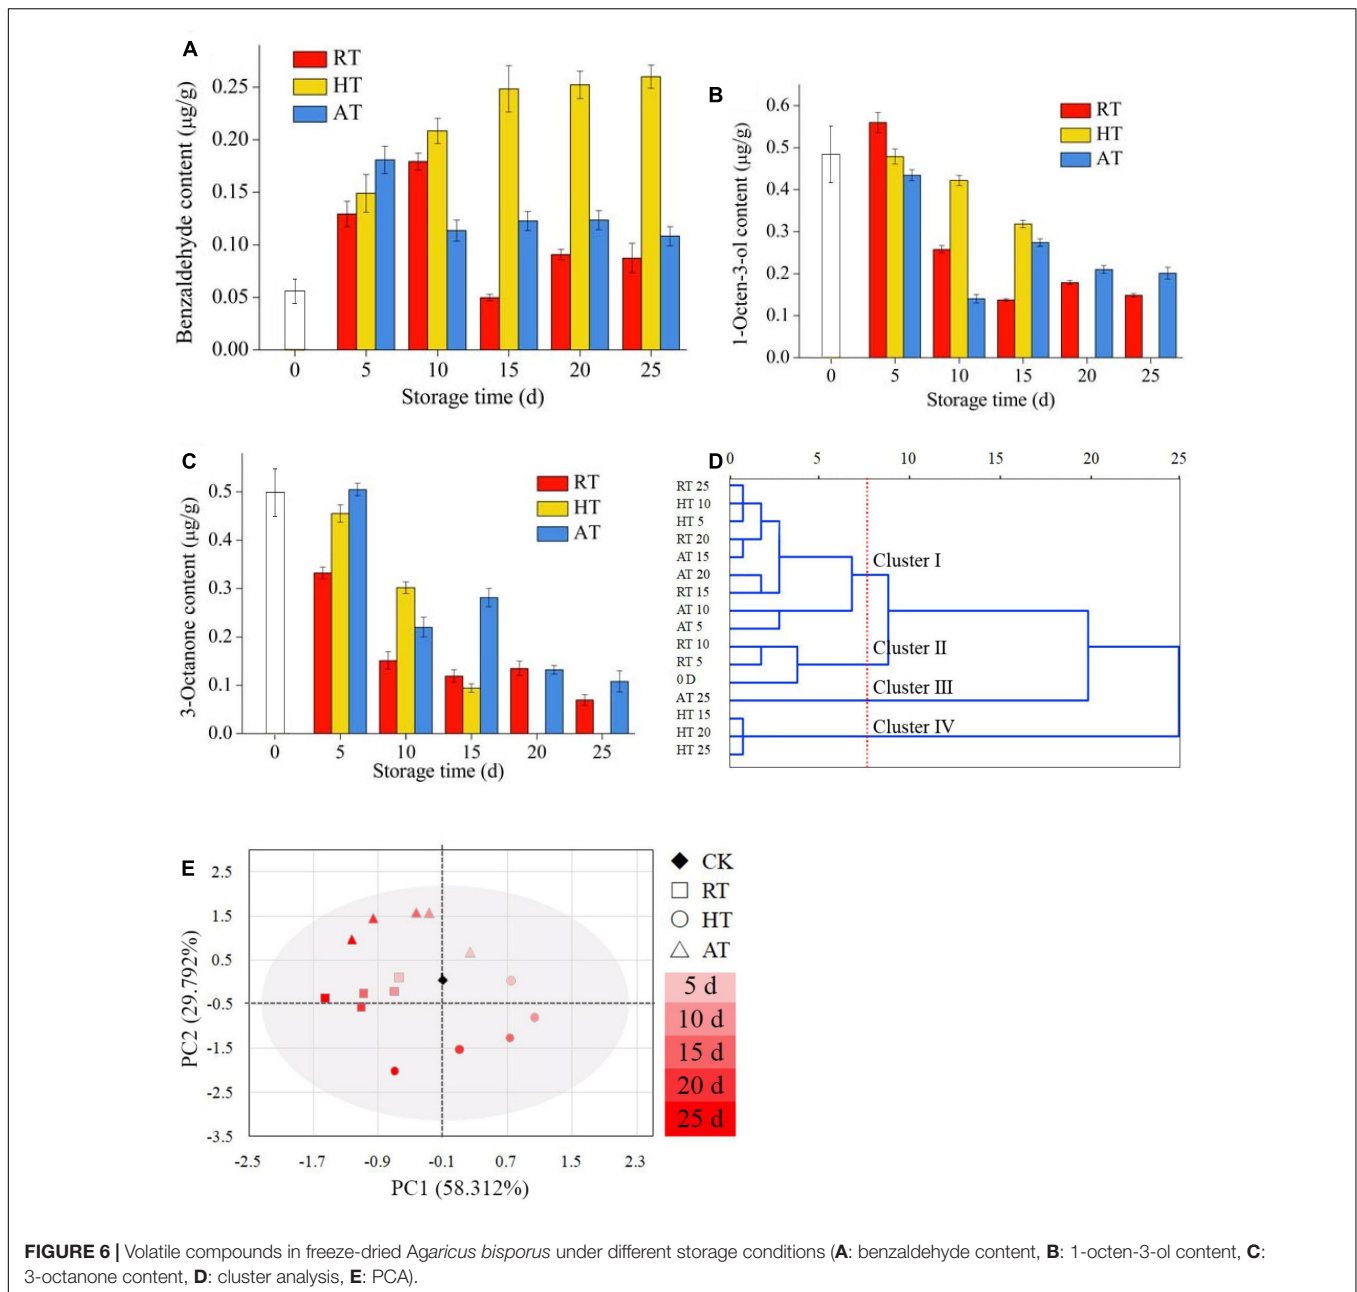 A
RT
HT
AT
Benzaldehyde content (μg/g)
0.25
0.20
0.15
0.10
0.05
0.00
0 5 10 15 20 25
Storage time (d)
B
RT
HT
AT
1-Octen-3-ol content (μg/g)
0.6
0.5
0.4
0.3
0.2
0.1
0.0
0 5 10 15 20 25
Storage time (d)
C
RT
HT
AT
3-Octanone content (μg/g)
0.5
0.4
0.3
0.2
0.1
0.0
0 5 10 15 20 25
Storage time (d)
D
0 5 10 15 20 25
RT 25
HT 10
HT 5
RT 20
AT 15
AT 20
RT 15
AT 10
AT 5
RT 10
RT 5
0 D
AT 25
HT 15
HT 20
HT 25
Cluster I
Cluster II
Cluster III
Cluster IV
E
PC2 (29.792%)
2.5
1.5
0.5
-0.5
-1.5
-2.5
-3.5
-2.5 -1.7 -0.9 -0.1 0.7 1.5 2.3
PC1 (58.312%)
CK
RT
HT
AT
5 d
10 d
15 d
20 d
25 d
FIGURE 6 | Volatile compounds in freeze-dried Agaricus bisporus under different storage conditions (A: benzaldehyde content, B: 1-octen-3-ol content, C:
3-octanone content, D: cluster analysis, E: PCA).